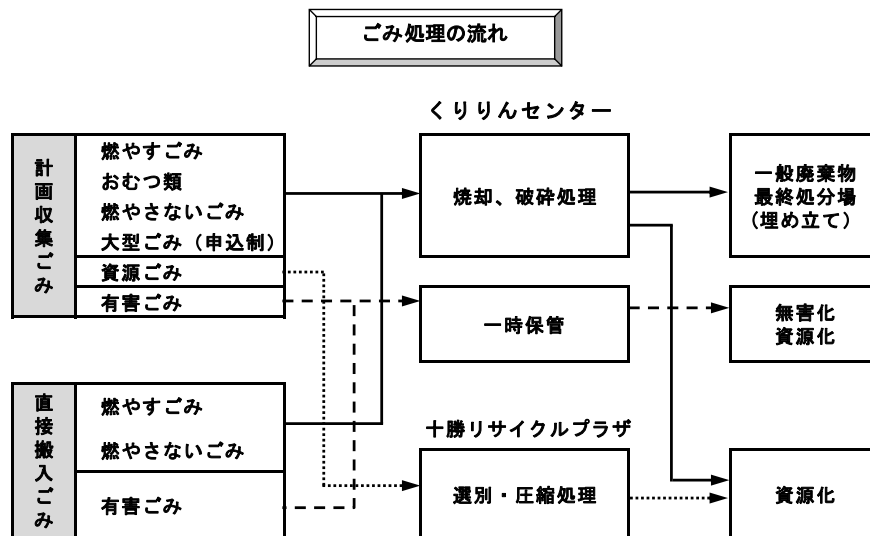 ごみ処理の流れ
くりりんセンター
計画収集ごみ
燃やすごみ
おむつ類
燃やさないごみ
大型ごみ（申込制）
資源ごみ
有害ごみ
焼却、破砕処理
一般廃棄物
最終処分場
（埋め立て）
一時保管
無害化
資源化
直接搬入ごみ
燃やすごみ
燃やさないごみ
有害ごみ
十勝リサイクルプラザ
選別・圧縮処理
資源化